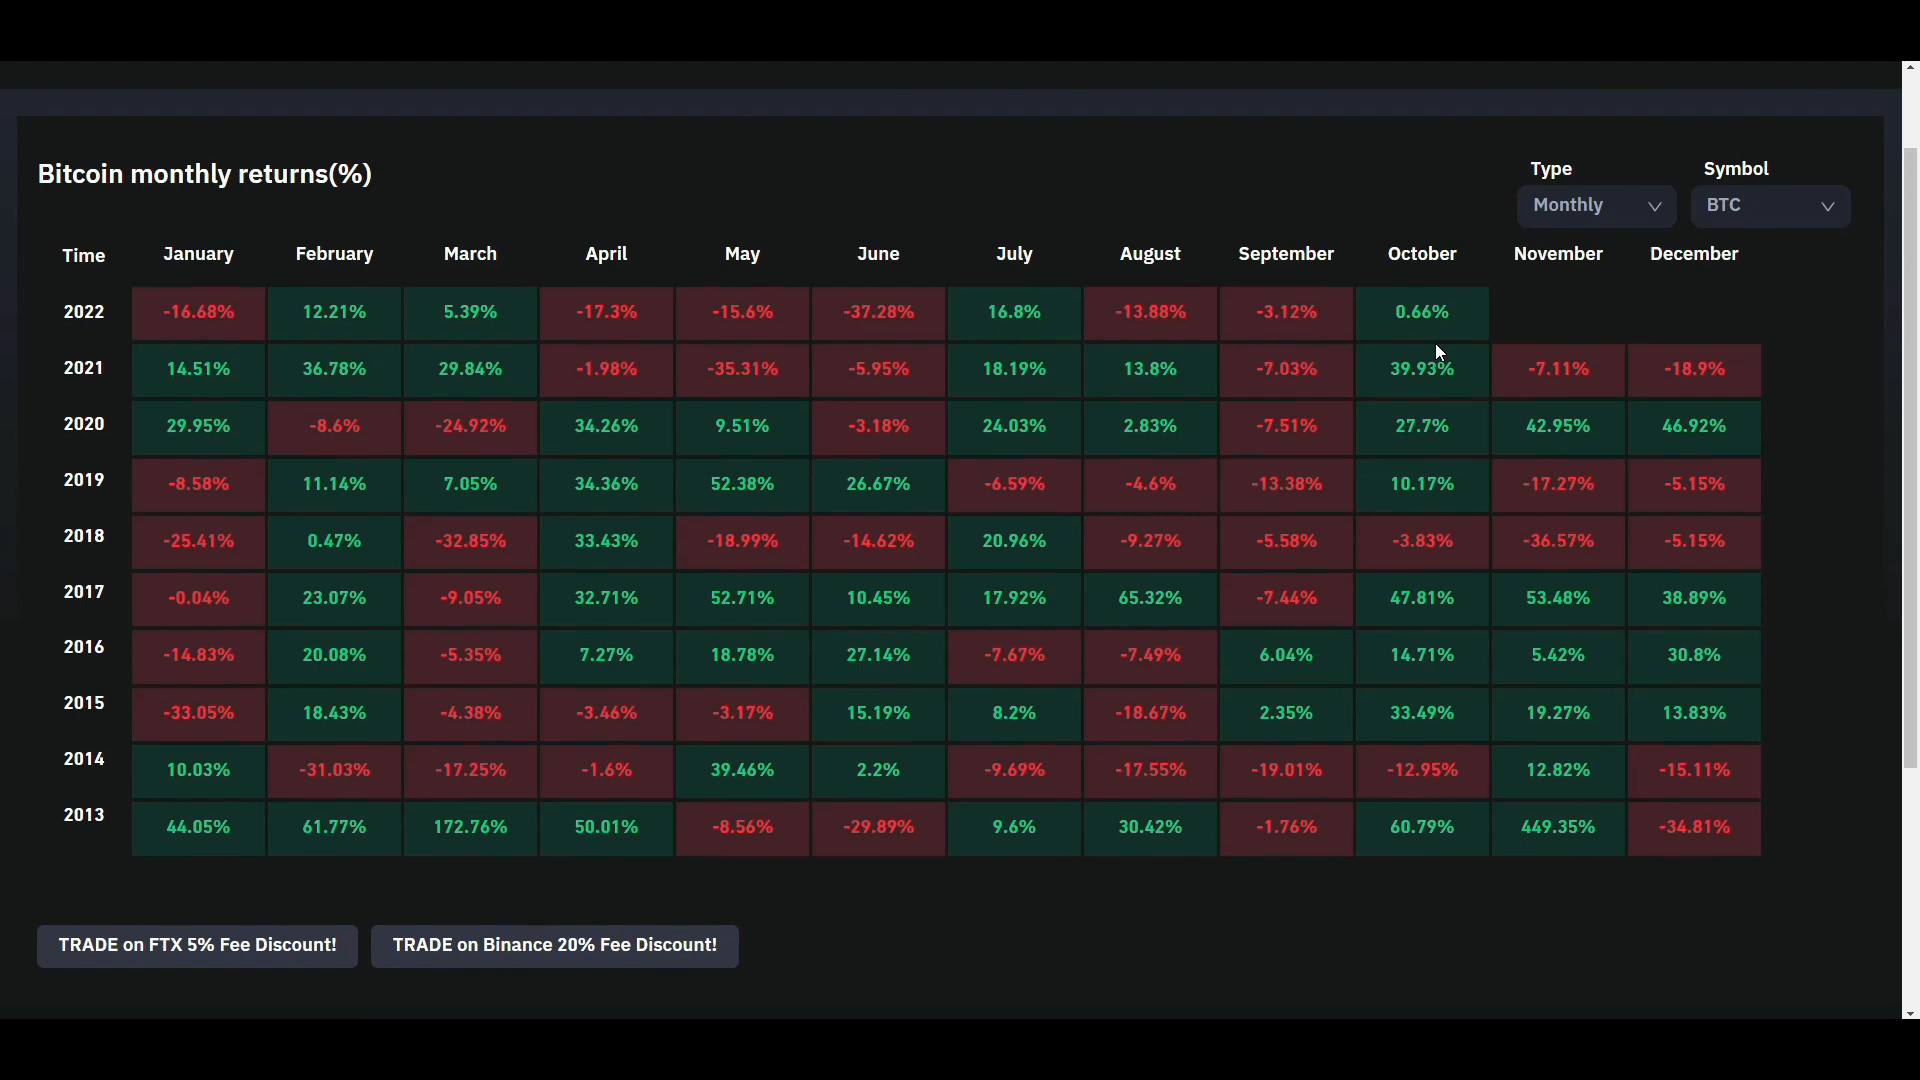 Bitcoin monthly returns(%)
Type Symbol
Monthly BTC
Time January February March April May June July August September October November December
2022 -16.68% 12.21% 5.39% -17.3% -15.6% -37.28% 16.8% -13.88% -3.12% 0.66%
2021 14.51% 36.78% 29.84% -1.98% -35.31% -5.95% 18.19% 13.8% -7.03% 39.93% -7.11% -18.9%
2020 29.95% -8.6% -24.92% 34.26% 9.51% -3.18% 24.03% 2.83% -7.51% 27.7% 42.95% 46.92%
2019 -8.58% 11.14% 7.05% 34.36% 52.38% 26.67% -6.59% -4.6% -13.38% 10.17% -17.27% -5.15%
2018 -25.41% 0.47% -32.85% 33.43% -18.99% -14.62% 20.96% -9.27% -5.58% -3.83% -36.57% -5.15%
2017 -0.04% 23.07% -9.05% 32.71% 52.71% 10.45% 17.92% 65.32% -7.44% 47.81% 53.48% 38.89%
2016 -14.83% 20.08% -5.35% 7.27% 18.78% 27.14% -7.67% -7.49% 6.04% 14.71% 5.42% 30.8%
2015 -33.05% 18.43% -4.38% -3.46% -3.17% 15.19% 8.2% -18.67% 2.35% 33.49% 19.27% 13.83%
2014 10.03% -31.03% -17.25% -1.6% 39.46% 2.2% -9.69% -17.55% -19.01% -12.95% 12.82% -15.11%
2013 44.05% 61.77% 172.76% 50.01% -8.56% -29.89% 9.6% 30.42% -1.76% 60.79% 449.35% -34.81%
TRADE on FTX 5% Fee Discount! TRADE on Binance 20% Fee Discount!